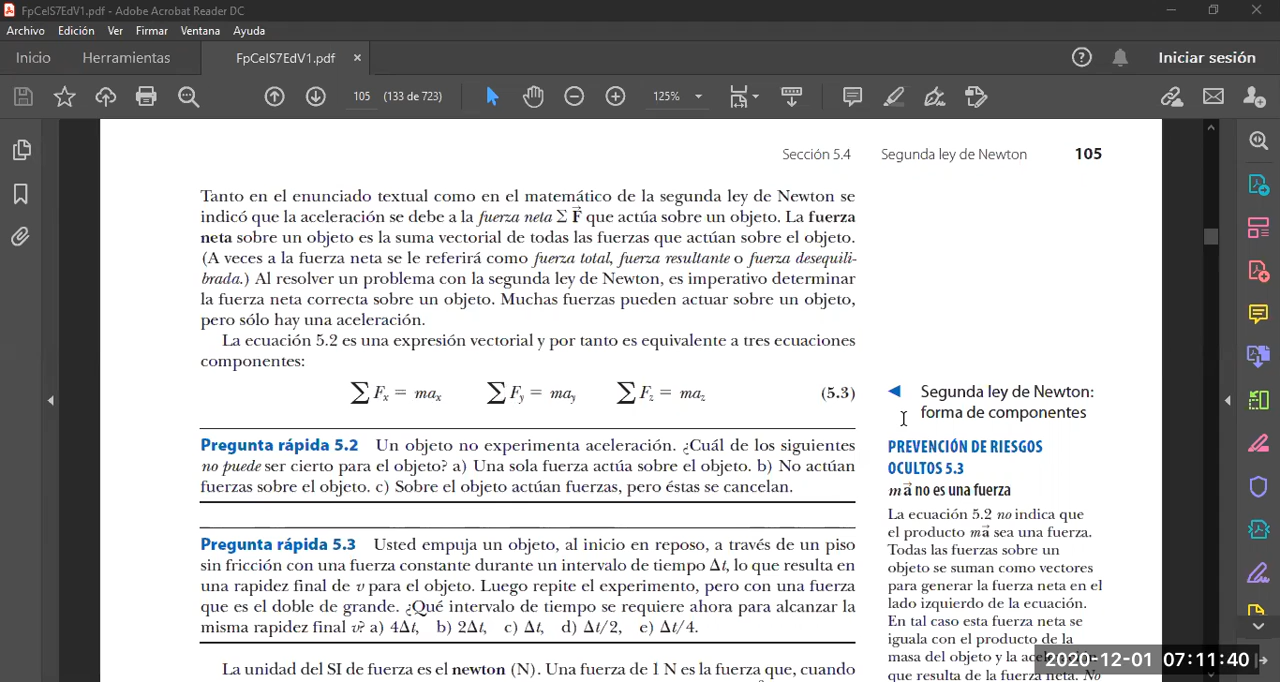 FpCeIS7EdV1.pdf - Adobe Acrobat Reader DC
Archivo Edición Ver Firmar Ventana Ayuda
Inicio Herramientas FpCeIS7EdV1.pdf × Iniciar sesión
105 (133 de 723) 125%
Sección 5.4 Segunda ley de Newton 105
Tanto en el enunciado textual como en el matemático de la segunda ley de Newton se
indicó que la aceleración se debe a la fuerza neta Σ F⃗ que actúa sobre un objeto. La fuerza
neta sobre un objeto es la suma vectorial de todas las fuerzas que actúan sobre el objeto.
(A veces a la fuerza neta se le referirá como fuerza total, fuerza resultante o fuerza desequili-
brada.) Al resolver un problema con la segunda ley de Newton, es imperativo determinar
la fuerza neta correcta sobre un objeto. Muchas fuerzas pueden actuar sobre un objeto,
pero sólo hay una aceleración.
La ecuación 5.2 es una expresión vectorial y por tanto es equivalente a tres ecuaciones
componentes:
∑ Fx = max ∑ Fy = may ∑ Fz = maz (5.3)
Pregunta rápida 5.2 Un objeto no experimenta aceleración. ¿Cuál de los siguientes
no puede ser cierto para el objeto? a) Una sola fuerza actúa sobre el objeto. b) No actúan
fuerzas sobre el objeto. c) Sobre el objeto actúan fuerzas, pero éstas se cancelan.
Pregunta rápida 5.3 Usted empuja un objeto, al inicio en reposo, a través de un piso
sin fricción con una fuerza constante durante un intervalo de tiempo Δt, lo que resulta en
una rapidez final de v para el objeto. Luego repite el experimento, pero con una fuerza
que es el doble de grande. ¿Qué intervalo de tiempo se requiere ahora para alcanzar la
misma rapidez final v? a) 4Δt, b) 2Δt, c) Δt, d) Δt/2, e) Δt/4.
La unidad del SI de fuerza es el newton (N). Una fuerza de 1 N es la fuerza que, cuando
◀ Segunda ley de Newton:
forma de componentes
PREVENCIÓN DE RIESGOS
OCULTOS 5.3
m a⃗ no es una fuerza
La ecuación 5.2 no indica que
el producto m a⃗ sea una fuerza.
Todas las fuerzas sobre un
objeto se suman como vectores
para generar la fuerza neta en el
lado izquierdo de la ecuación.
En tal caso esta fuerza neta se
iguala con el producto de la
masa del objeto y la
que resulta de la fuerza neta. No
2020-12-01 07:11:40